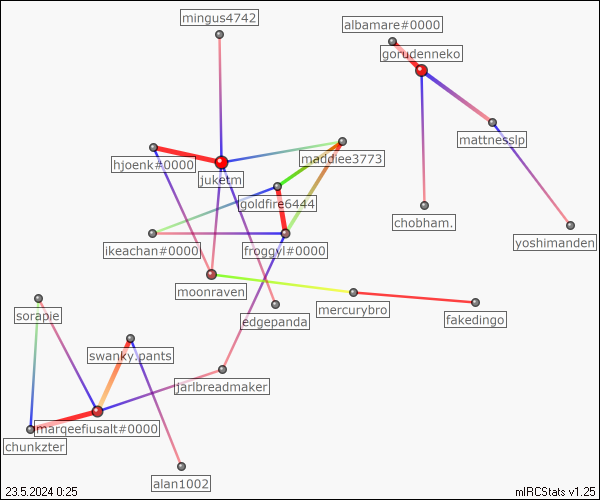 mingus4742
albamare#0000
gorudenneko
mattnesslp
hjoenk#0000
maddiee3773
juketm
goldfire6444
chobham.
yoshimanden
ikeachan#0000
froggyl#0000
moonraven
mercurybro
edgepanda
fakedingo
sorapie
swanky.pants
jarlbreadmaker
marqeefiusalt#0000
chunkzter
alan1002
23.5.2024 0:25
mIRCStats v1.25